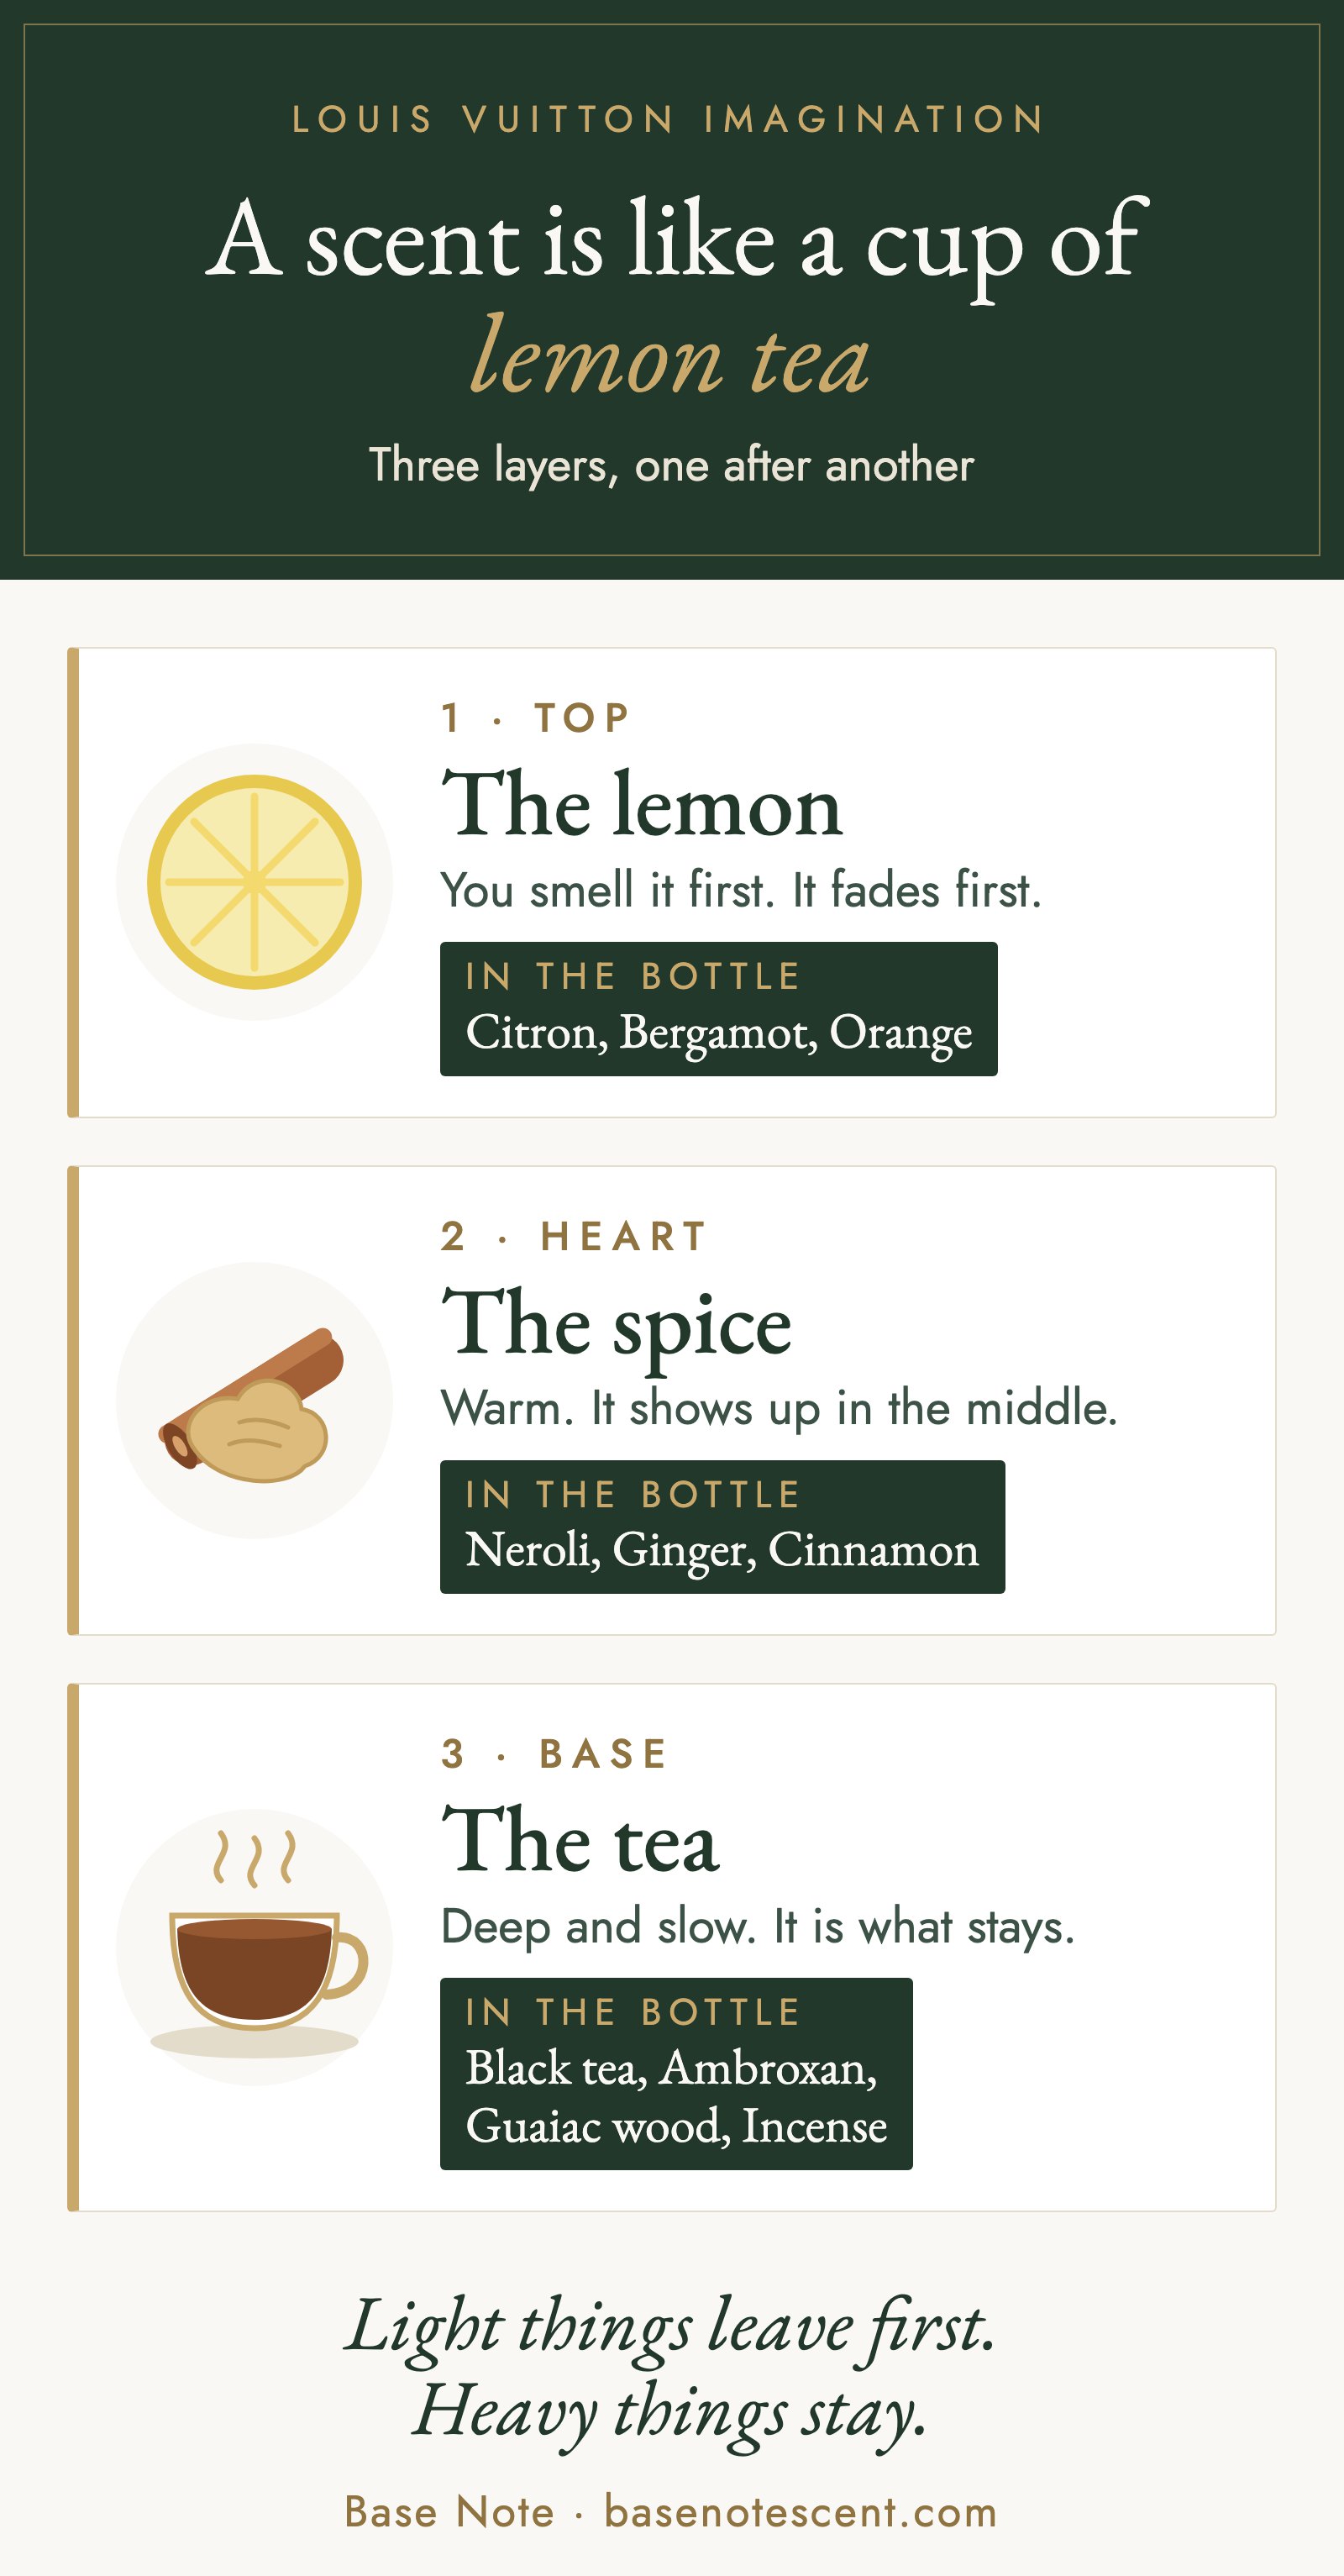 LOUIS VUITTON IMAGINATION
A scent is like a cup of
lemon tea
Three layers, one after another
1 · TOP
The lemon
You smell it first. It fades first.
IN THE BOTTLE
Citron, Bergamot, Orange
2 · HEART
The spice
Warm. It shows up in the middle.
IN THE BOTTLE
Neroli, Ginger, Cinnamon
3 · BASE
The tea
Deep and slow. It is what stays.
IN THE BOTTLE
Black tea, Ambroxan,
Guaiac wood, Incense
Light things leave first.
Heavy things stay.
Base Note · basenotescent.com